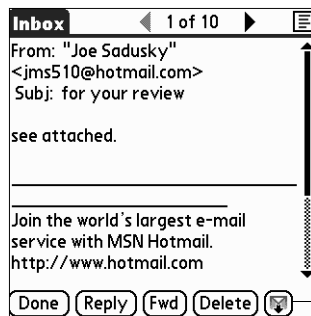 Inbox 1 of 10
From: "Joe Sadusky"
<jms510@hotmail.com>
Subj: for your review
see attached.
Join the world's largest e-mail
service with MSN Hotmail.
http://www.hotmail.com
Done Reply Fwd Delete